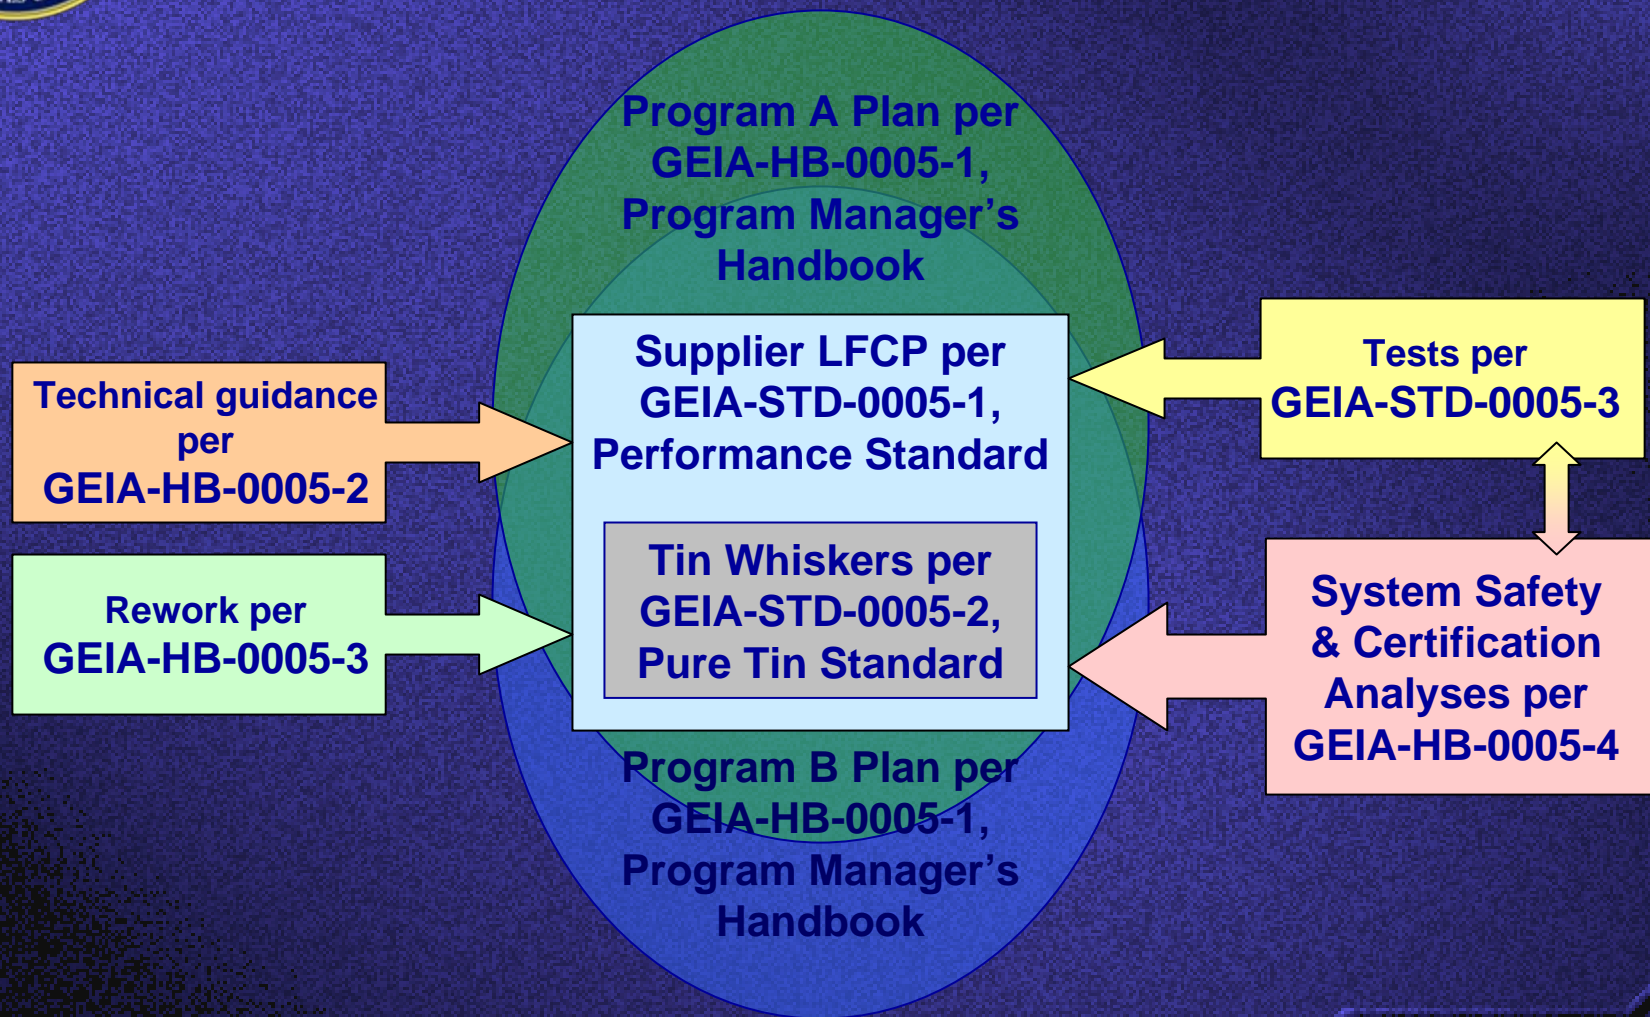 Program A Plan per
GEIA-HB-0005-1,
Program Manager’s
Handbook
Technical guidance
per
GEIA-HB-0005-2
Rework per
GEIA-HB-0005-3
Supplier LFCP per
GEIA-STD-0005-1,
Performance Standard
Tin Whiskers per
GEIA-STD-0005-2,
Pure Tin Standard
Tests per
GEIA-STD-0005-3
System Safety
& Certification
Analyses per
GEIA-HB-0005-4
Program B Plan per
GEIA-HB-0005-1,
Program Manager’s
Handbook